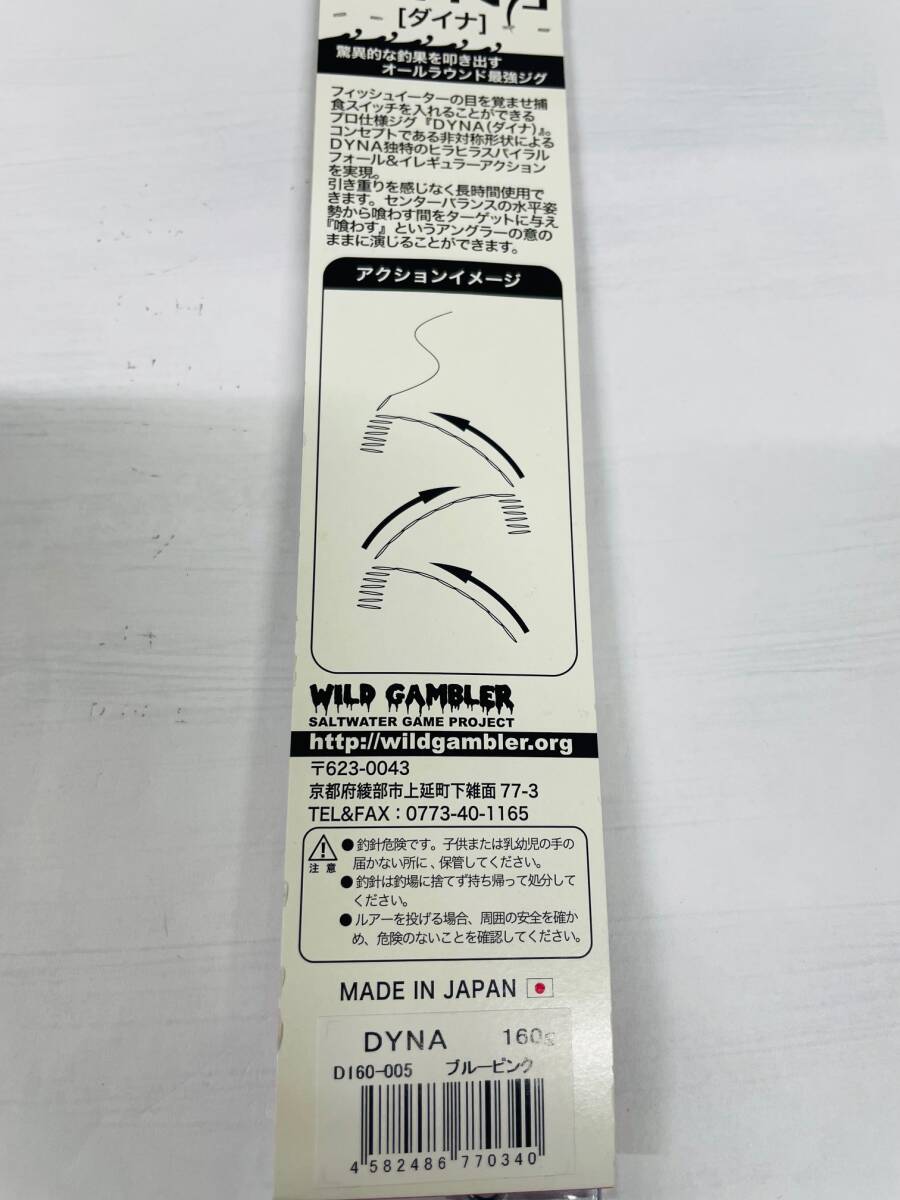 [ダイナ]
驚異的な釣果を叩き出す
オールラウンド最強ジグ
フィッシュイーターの目を覚ませ捕
食スイッチを入れることができる
プロ仕様ジグ『DYNA(ダイナ)』。
コンセプトである非対称形状による
DYNA独特のヒラヒラスパイラル
フォール&イレギュラーアクション
を実現。
引き重りを感じなく長時間使用で
きます。センターバランスの水平姿
勢から喰わす間をターゲットに与え
『喰わす』というアングラーの意の
ままに演じることができます。
アクションイメージ
WILD GAMBLER
SALTWATER GAME PROJECT
http://wildgambler.org
〒623-0043
京都府綾部市上延町下雑面 77-3
TEL&FAX：0773-40-1165
注意
●釣針危険です。子供または乳幼児の手の
届かない所に、保管してください。
●釣針は釣場に捨てず持ち帰って処分して
ください。
●ルアーを投げる場合、周囲の安全を確か
め、危険のないことを確認してください。
MADE IN JAPAN
DYNA 160g
D160-005 ブルーピンク
4 582486 770340